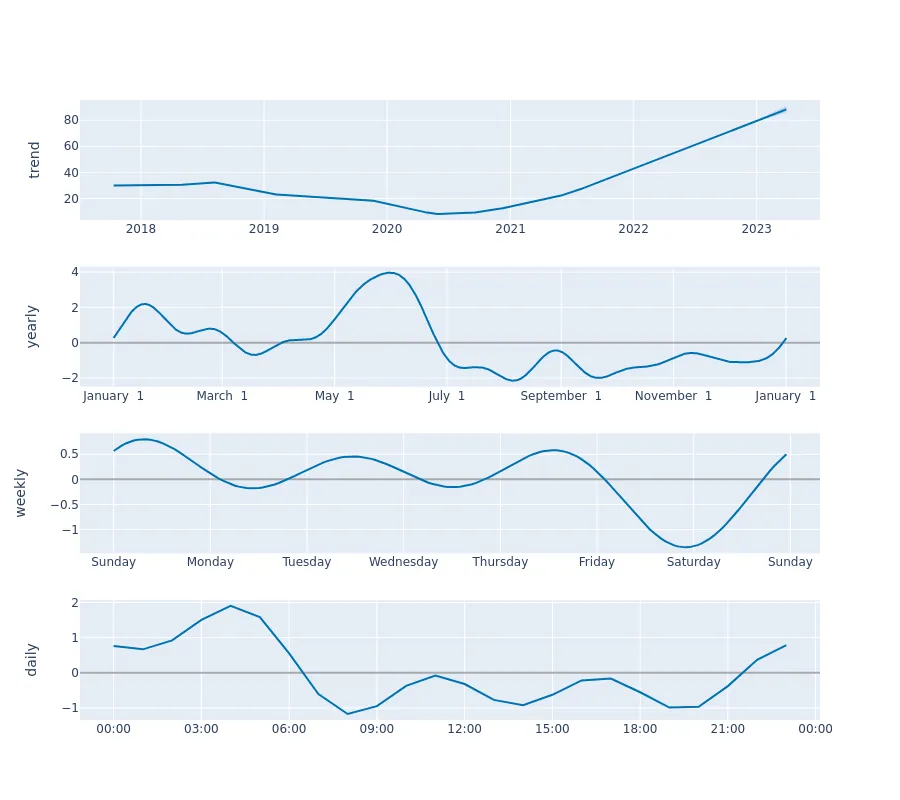 trend
80
60
40
20
2018 2019 2020 2021 2022 2023
yearly
4
2
0
−2
January 1 March 1 May 1 July 1 September 1 November 1 January 1
weekly
0.5
0
−0.5
−1
Sunday Monday Tuesday Wednesday Thursday Friday Saturday Sunday
daily
2
1
0
−1
00:00 03:00 06:00 09:00 12:00 15:00 18:00 21:00 00:00